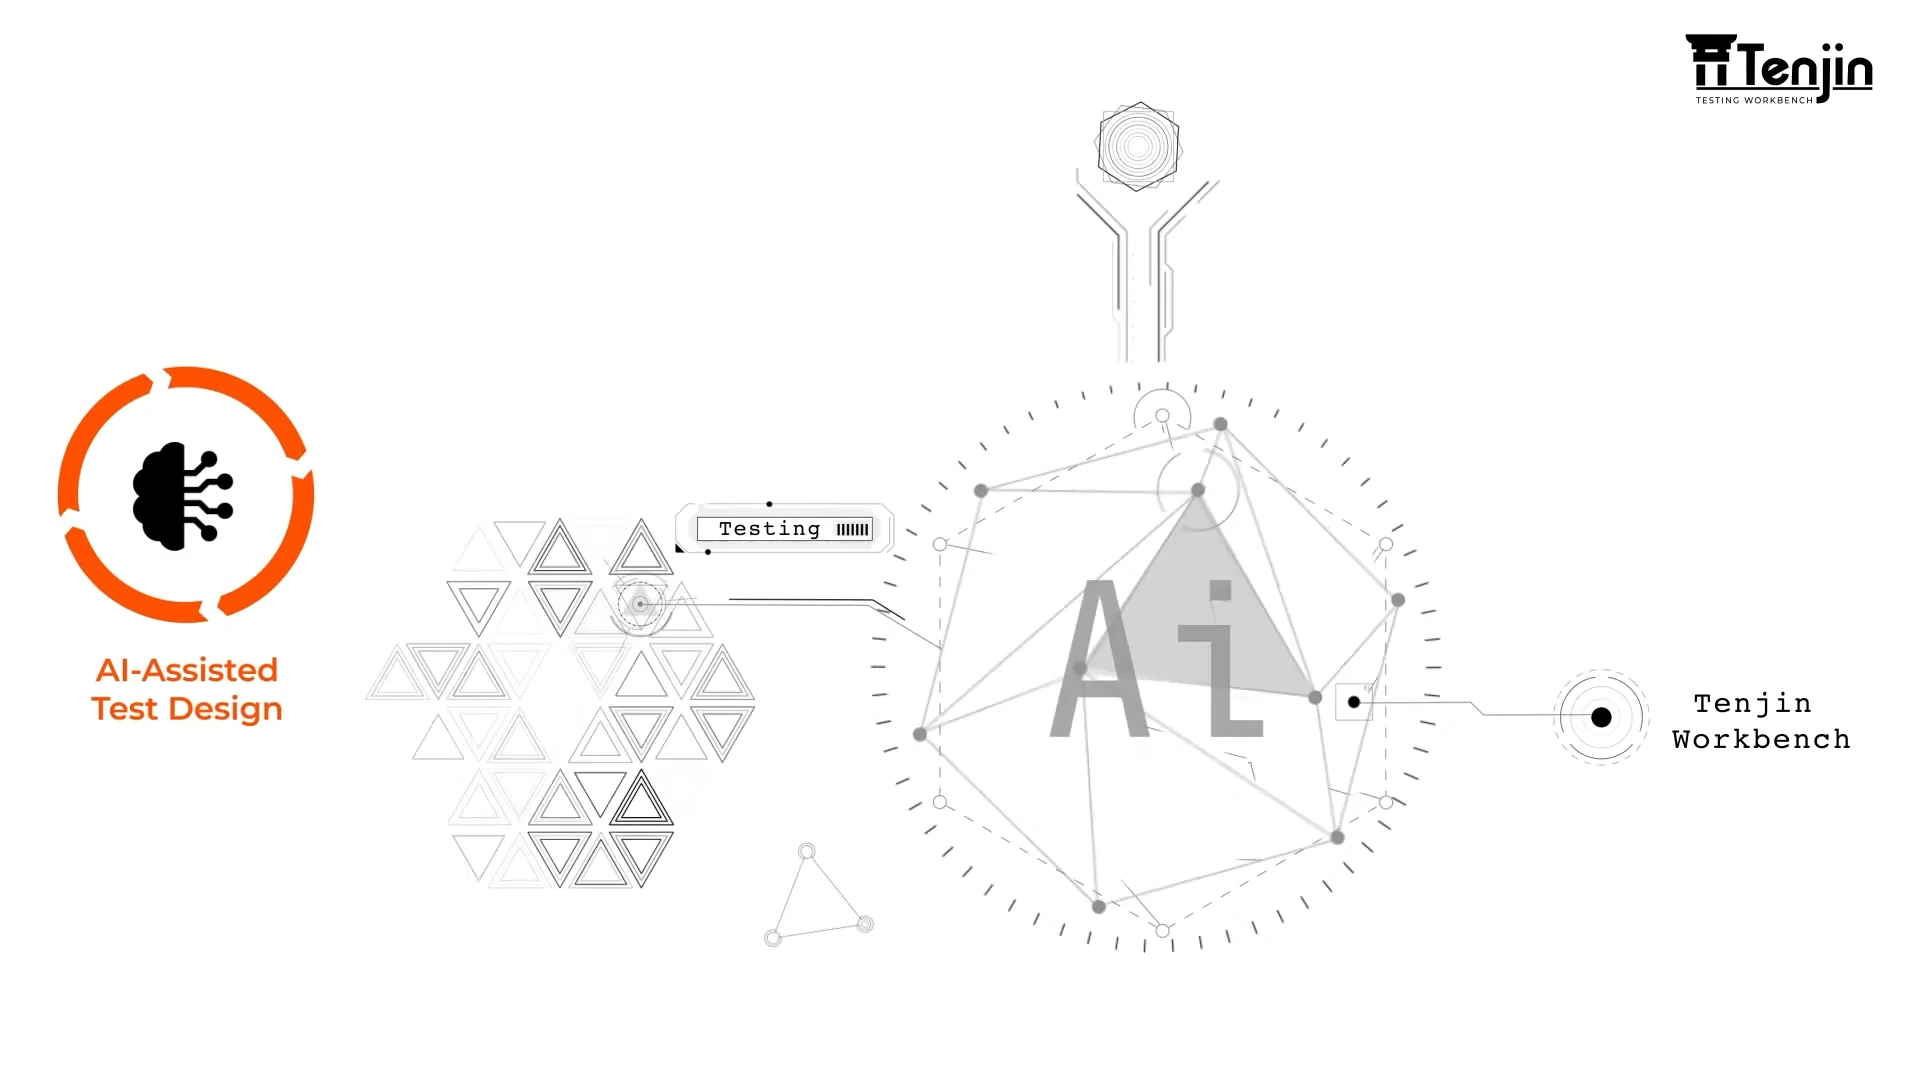 Tenjin
TESTING WORKBENCH
Testing
Ai
AI-Assisted
Test Design
Tenjin
Workbench